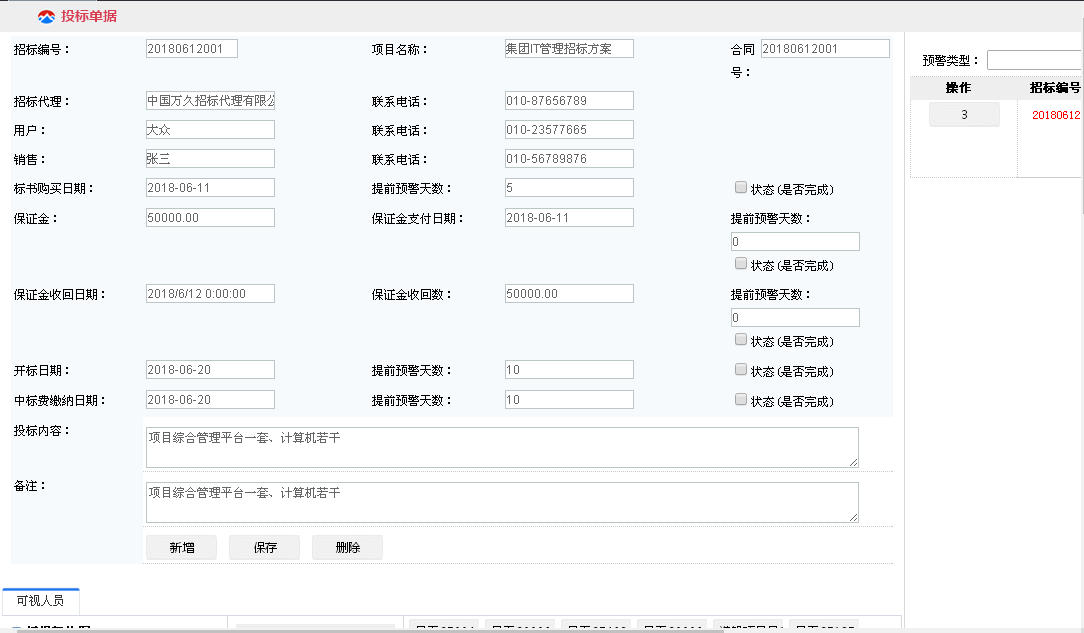 投标单据
招标编号： 20180612001 项目名称： 集团IT管理招标方案 合同号： 20180612001
招标代理： 中国万久招标代理有限公 联系电话： 010-87656789
用户： 大众 联系电话： 010-23577665
销售： 张三 联系电话： 010-56789876
标书购买日期： 2018-06-11 提前预警天数： 5 状态(是否完成)
保证金： 50000.00 保证金支付日期： 2018-06-11 提前预警天数：
0
状态(是否完成)
保证金收回日期： 2018/6/12 0:00:00 保证金收回数： 50000.00 提前预警天数：
0
状态(是否完成)
开标日期： 2018-06-20 提前预警天数： 10 状态(是否完成)
中标费缴纳日期： 2018-06-20 提前预警天数： 10 状态(是否完成)
投标内容： 项目综合管理平台一套、计算机若干
备注： 项目综合管理平台一套、计算机若干
新增 保存 删除
预警类型：
操作 招标编号
3 20180612
可视人员